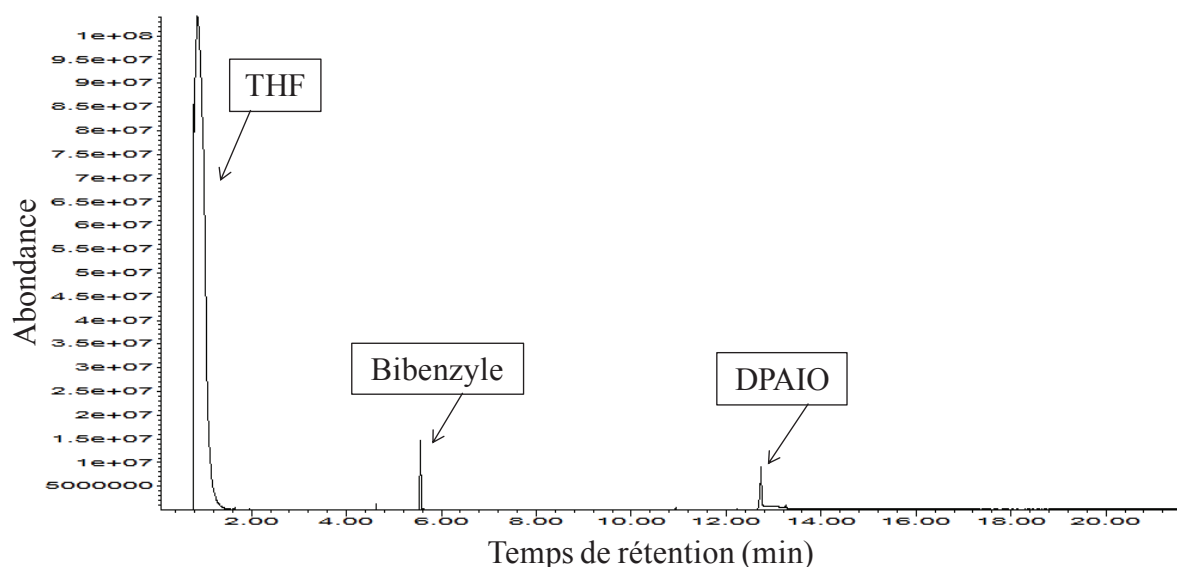 1e+08
9.5e+07
9e+07
8.5e+07
8e+07
7.5e+07
7e+07
6.5e+07
6e+07
5.5e+07
5e+07
4.5e+07
4e+07
3.5e+07
3e+07
2.5e+07
2e+07
1.5e+07
1e+07
5000000
Abondance
THF
Bibenzyle
DPAIO
2.00 4.00 6.00 8.00 10.00 12.00 14.00 16.00 18.00 20.00
Temps de rétention (min)